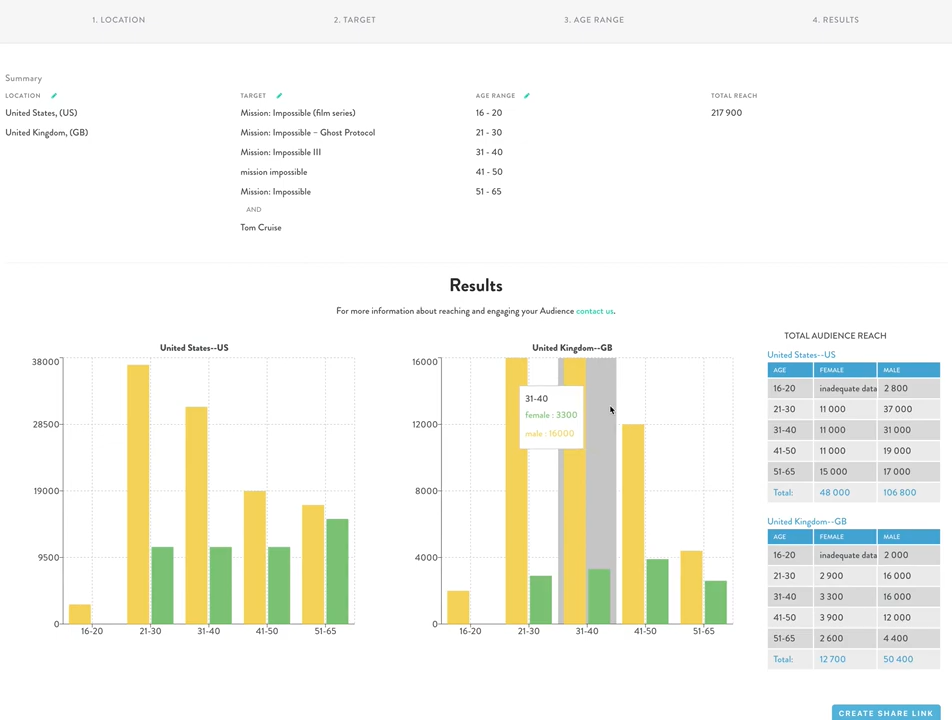 1. LOCATION 2. TARGET 3. AGE RANGE 4. RESULTS
Summary
LOCATION TARGET AGE RANGE TOTAL REACH
United States, (US) Mission: Impossible (film series) 16 - 20 217 900
United Kingdom, (GB) Mission: Impossible – Ghost Protocol 21 - 30
Mission: Impossible III 31 - 40
mission impossible 41 - 50
Mission: Impossible 51 - 65
AND
Tom Cruise
Results
For more information about reaching and engaging your Audience contact us.
United States--US
38000
28500
19000
9500
0
16-20 21-30 31-40 41-50 51-65
United Kingdom--GB
16000
12000
8000
4000
0
31-40
female : 3300
male : 16000
16-20 21-30 31-40 41-50 51-65
TOTAL AUDIENCE REACH
United States--US
AGE FEMALE MALE
16-20 inadequate data 2 800
21-30 11 000 37 000
31-40 11 000 31 000
41-50 11 000 19 000
51-65 15 000 17 000
Total: 48 000 106 800
United Kingdom--GB
AGE FEMALE MALE
16-20 inadequate data 2 000
21-30 2 900 16 000
31-40 3 300 16 000
41-50 3 900 12 000
51-65 2 600 4 400
Total: 12 700 50 400
CREATE SHARE LINK